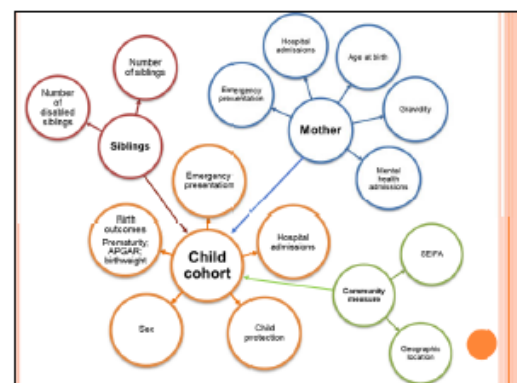 Hospital
admissions
Age at birth
Number
of siblings
Emergency
presentation
Number
of
disabled
siblings
Gravidity
Mother
Siblings
Emergency
presentation
Mental
health
admissions
Birth
outcomes
Prematurity;
APGAR;
birthweight
Hospital
admissions
Child
cohort
SEIFA
Community
measure
Sex
Child
protection
Geographic
location